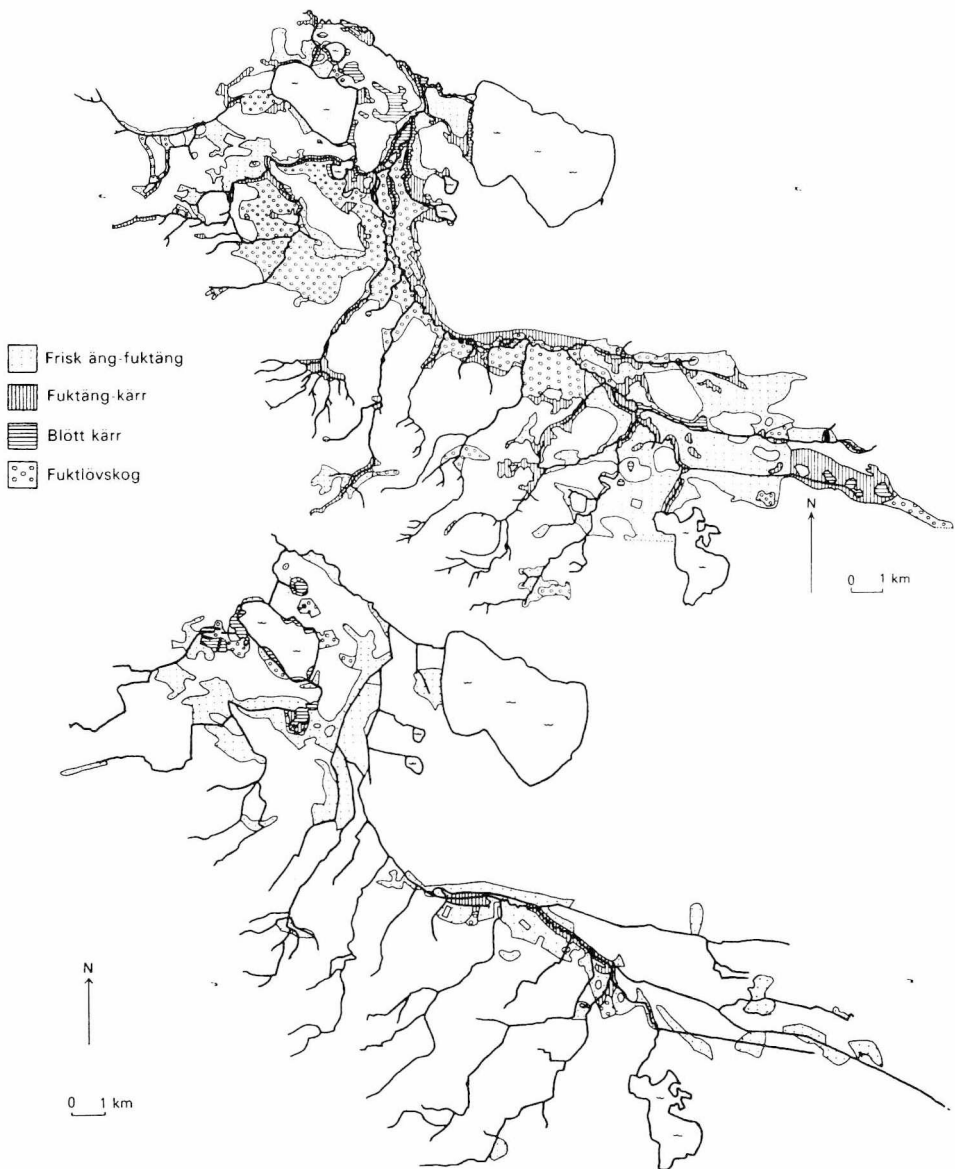 Frisk äng-fuktäng
Fuktäng-kärr
Blött kärr
Fuktlövskog
N
0 1 km
N
0 1 km